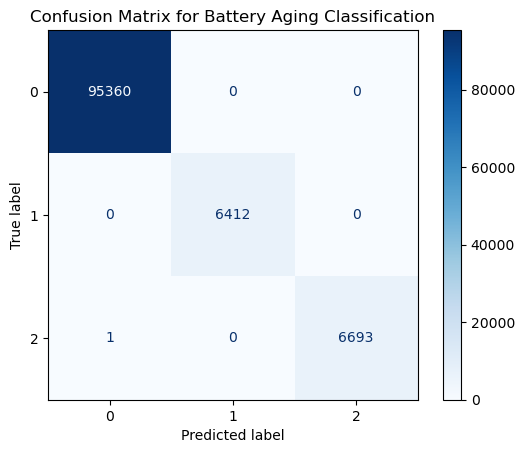 Confusion Matrix for Battery Aging Classification
0 95360 0 0
1 0 6412 0
2 1 0 6693
0 1 2
True label
Predicted label
80000
60000
40000
20000
0